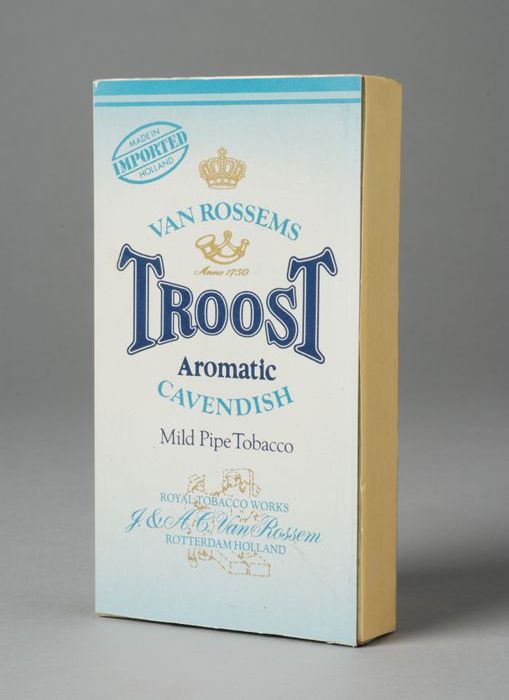 MADE IN
IMPORTED
HOLLAND
VAN ROSSEMS
Anno 1750
TROOST
Aromatic
CAVENDISH
Mild Pipe Tobacco
ROYAL TOBACCO WORKS
J. & A. C. Van Rossem
ROTTERDAM HOLLAND